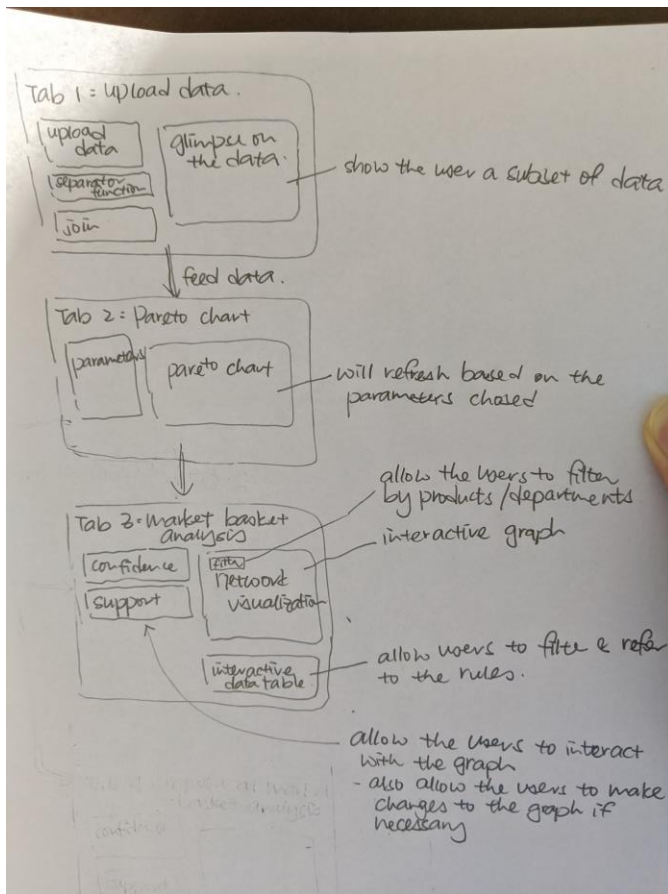 Tab 1 = upload data.
upload
data
separator
function
join
glimpse on
the data.
show the user a subset of data
feed data.
Tab 2 = Pareto chart
parameters
pareto chart
will refresh based on the
parameters chosed
Tab 3 = market basket
analysis
confidence
support
filter
network
visualization
interactive
data table
allow the users to filter
by products/departments
interactive graph
allow users to filter & refer
to the rules.
allow the users to interact
with the graph
- also allow the users to make
changes to the graph if
necessary